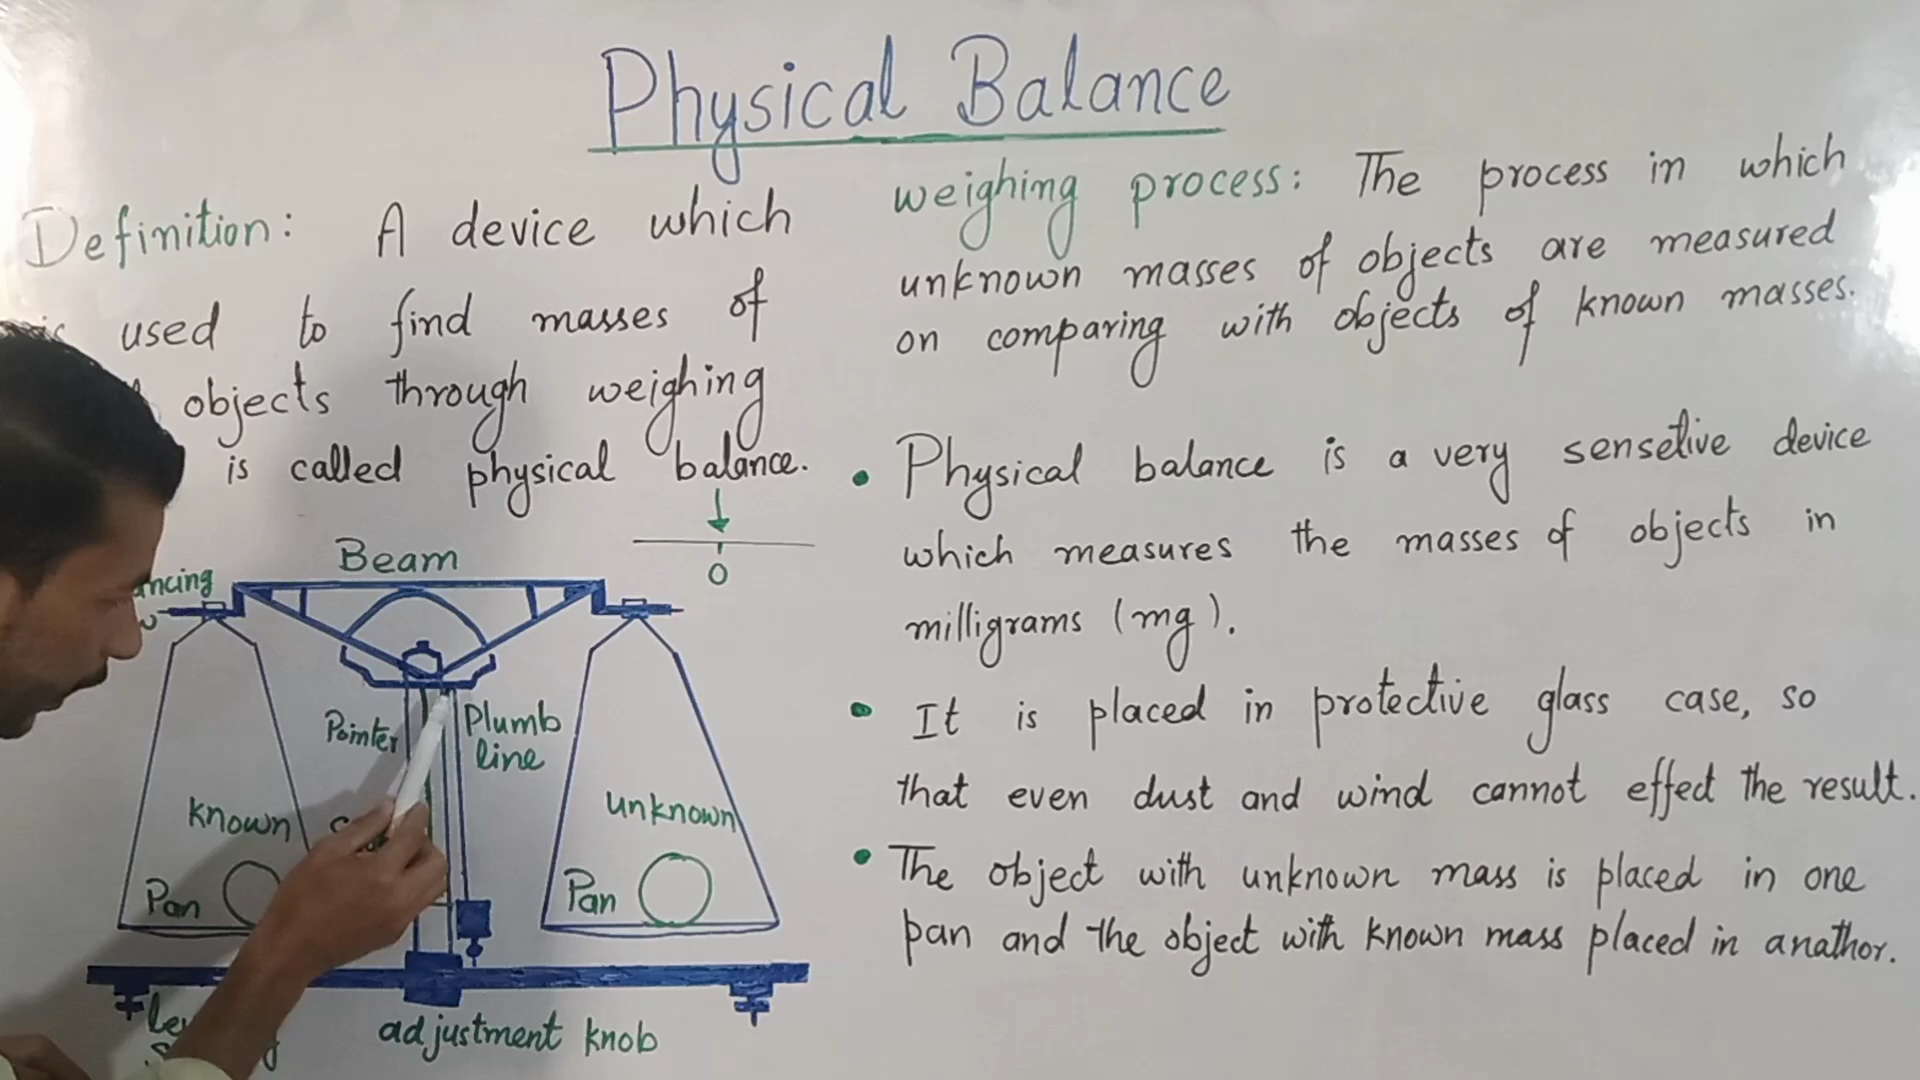 Physical Balance
Definition: A device which
used to find masses of
objects through weighing
is called physical balance.
0
Beam
ancing
Pointer
Plumb
line
known
Pan
unknown
Pan
adjustment knob
weighing process: The process in which
unknown masses of objects are measured
on comparing with objects of known masses.
• Physical balance is a very sensetive device
which measures the masses of objects in
milligrams (mg).
• It is placed in protective glass case, so
that even dust and wind cannot effect the result.
• The object with unknown mass is placed in one
pan and the object with known mass placed in anathor.